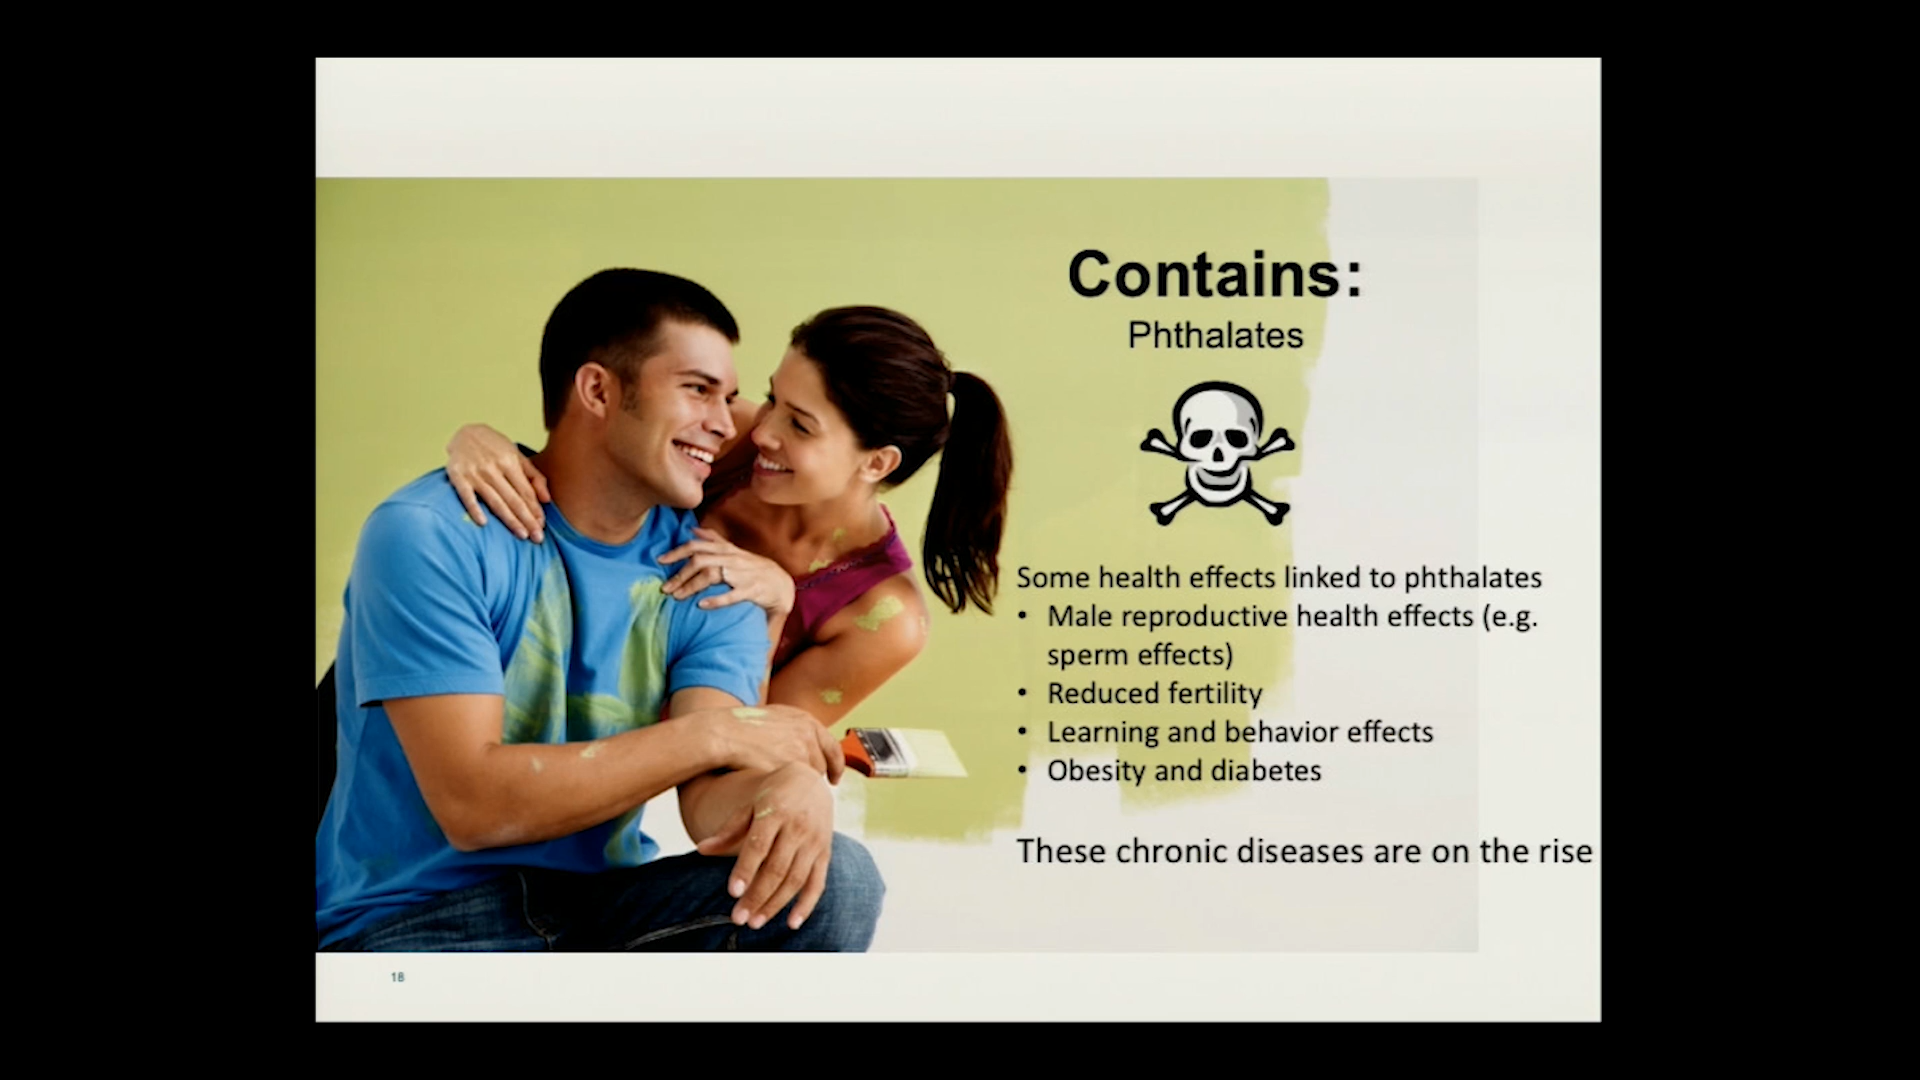 Contains:
Phthalates
Some health effects linked to phthalates
• Male reproductive health effects (e.g.
sperm effects)
• Reduced fertility
• Learning and behavior effects
• Obesity and diabetes
These chronic diseases are on the rise
18